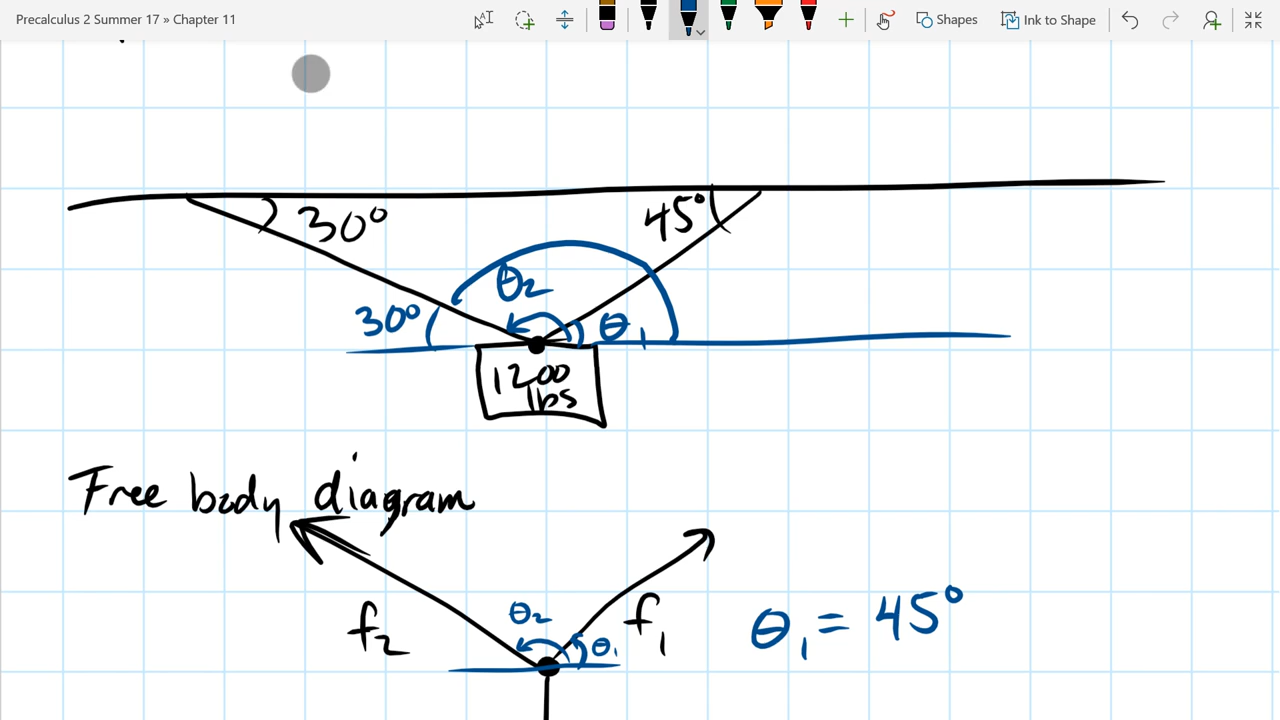 Precalculus 2 Summer 17 » Chapter 11
Shapes
Ink to Shape
30°
45°
θ2
30°
θ1
1200
lbs
Free body diagram
f2
θ2
θ1
f1
θ1 = 45°